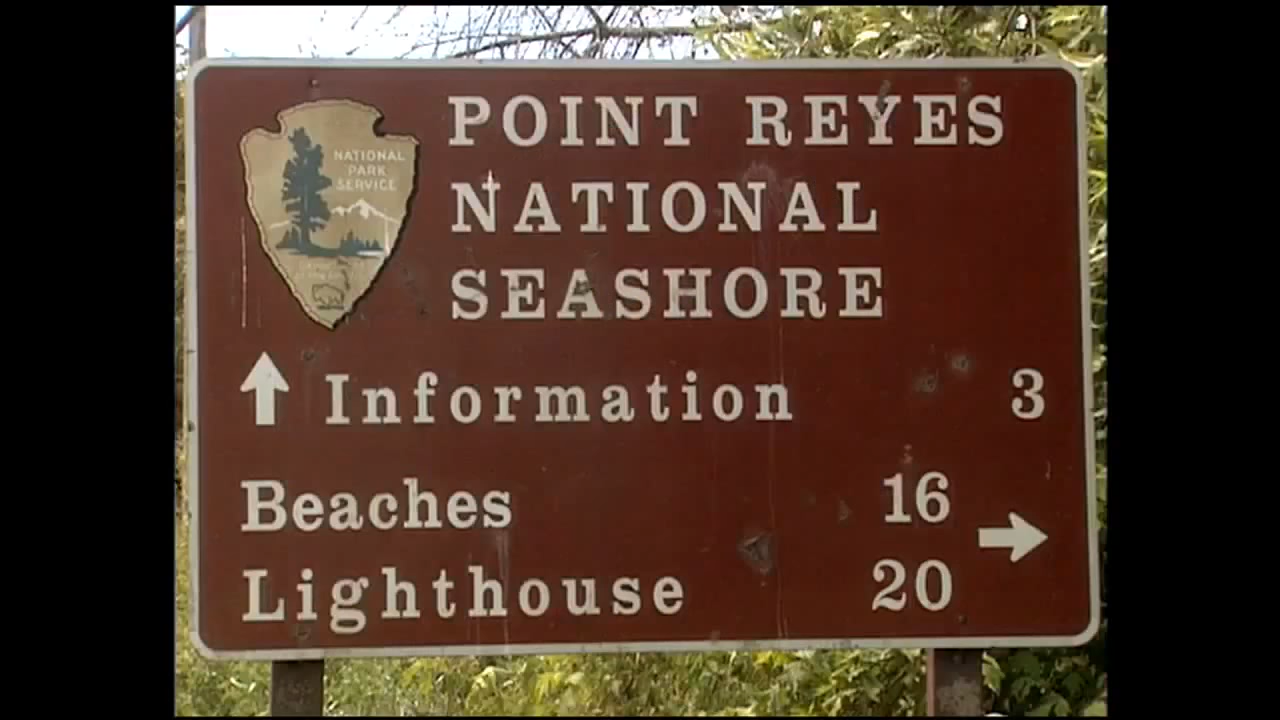 NATIONAL
PARK
SERVICE
POINT REYES
NATIONAL
SEASHORE
Information 3
Beaches 16
Lighthouse 20